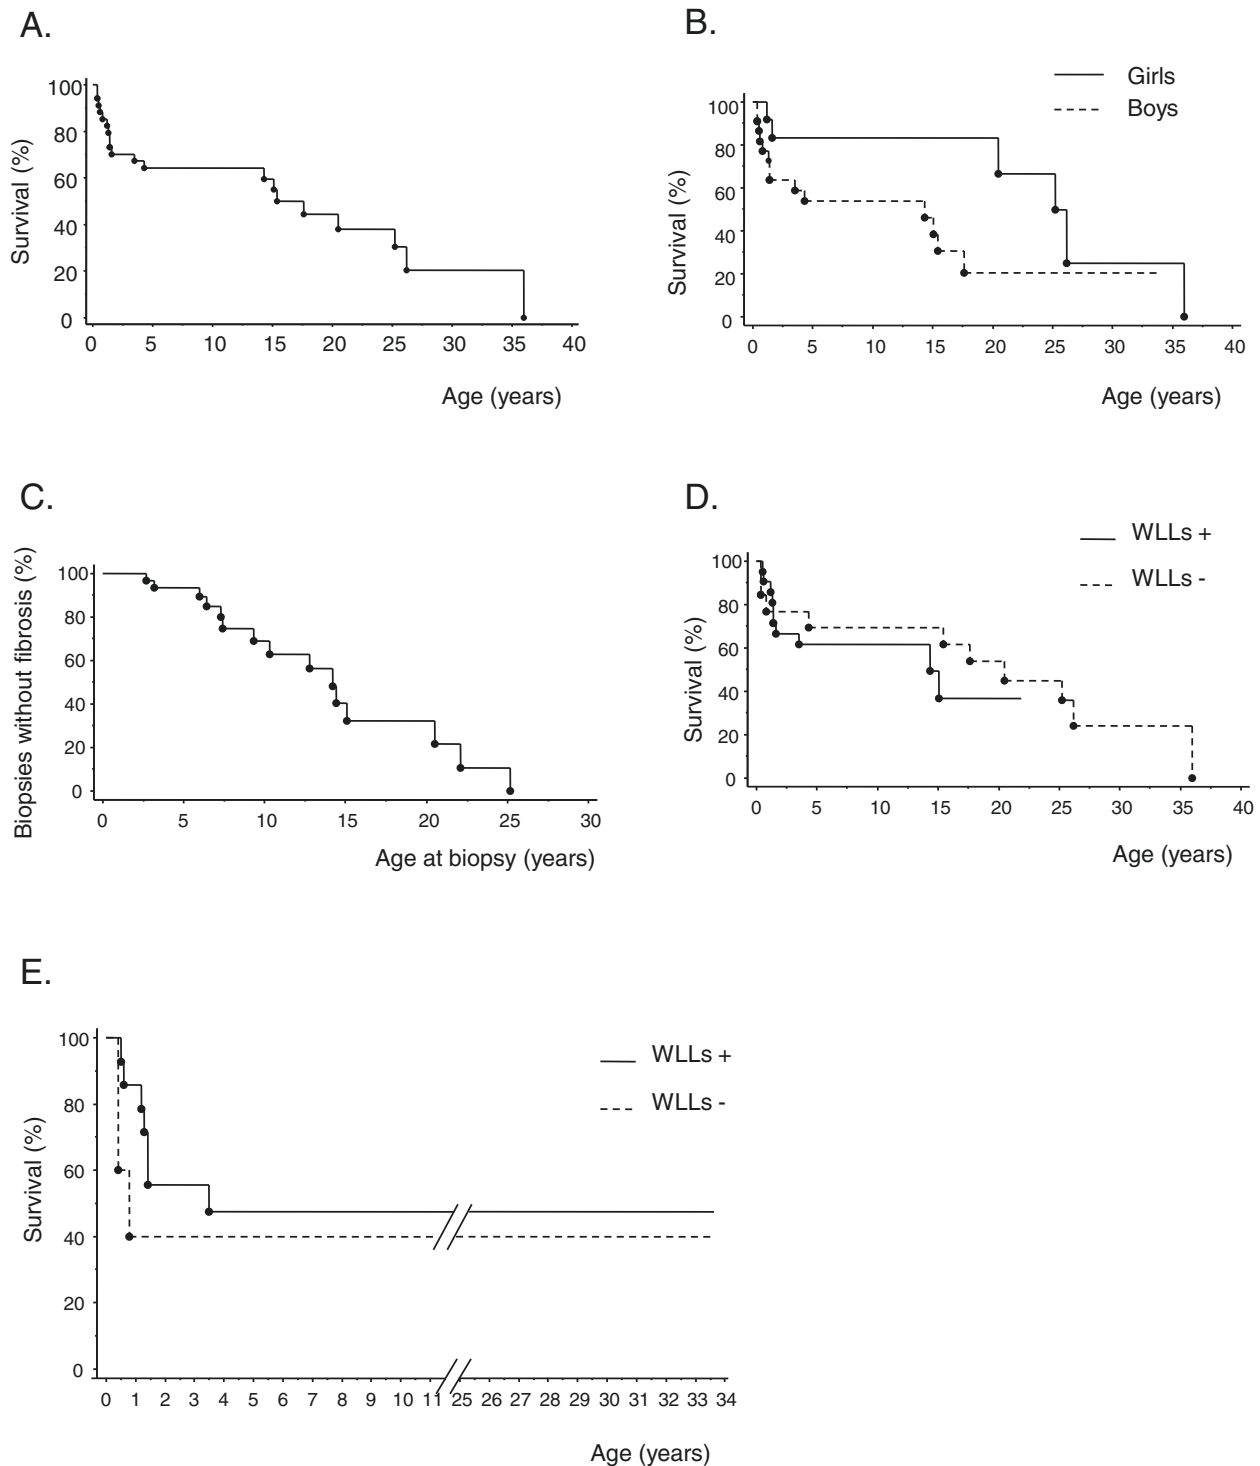 A.
100
80
60
40
20
0
Survival (%)
0 5 10 15 20 25 30 35 40
Age (years)
B.
Girls
Boys
100
80
60
40
20
0
Survival (%)
0 5 10 15 20 25 30 35 40
Age (years)
C.
100
80
60
40
20
0
Biopsies without fibrosis (%)
0 5 10 15 20 25 30
Age at biopsy (years)
D.
WLLs +
WLLs -
100
80
60
40
20
0
Survival (%)
0 5 10 15 20 25 30 35 40
Age (years)
E.
WLLs +
WLLs -
100
80
60
40
20
0
Survival (%)
0 1 2 3 4 5 6 7 8 9 10 11 25 26 27 28 29 30 31 32 33 34
Age (years)